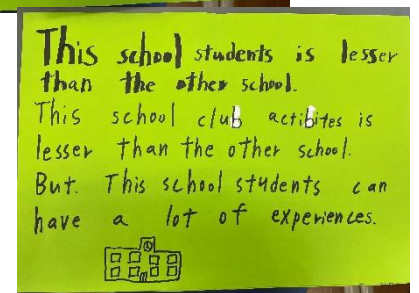 This school students is lesser
than the other school.
This school club actibites is
lesser than the other school.
But. This school students can
have a lot of experiences.